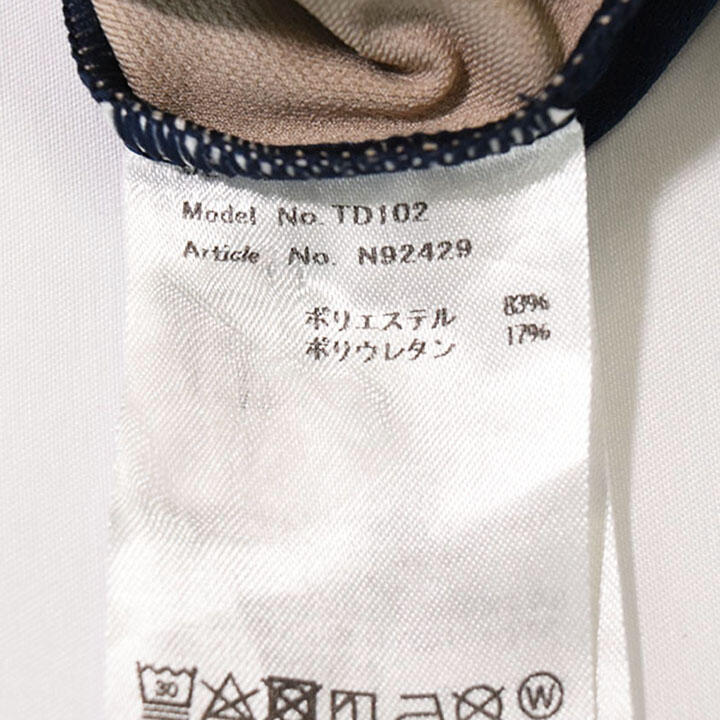 Model No. TD102
Article No. N92429
ポリエステル 83%
ポリウレタン 17%
30
W